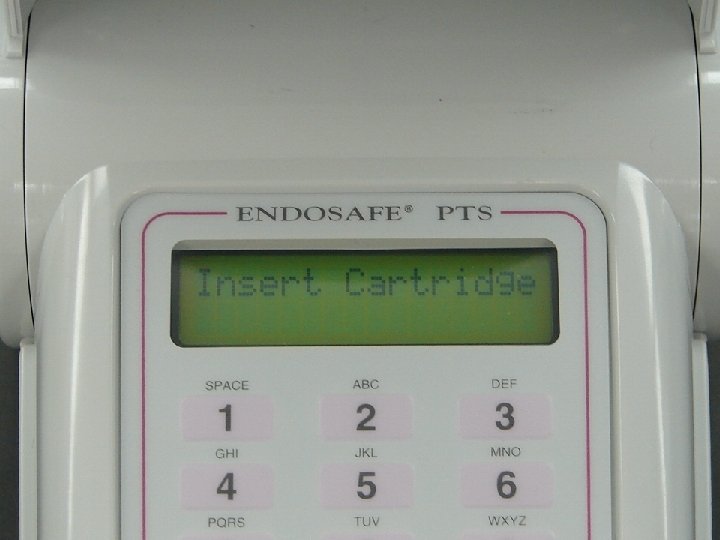 ENDOSAFE® PTS
Insert Cartridge
SPACE ABC DEF
1 2 3
GHI JKL MNO
4 5 6
PQRS TUV WXYZ